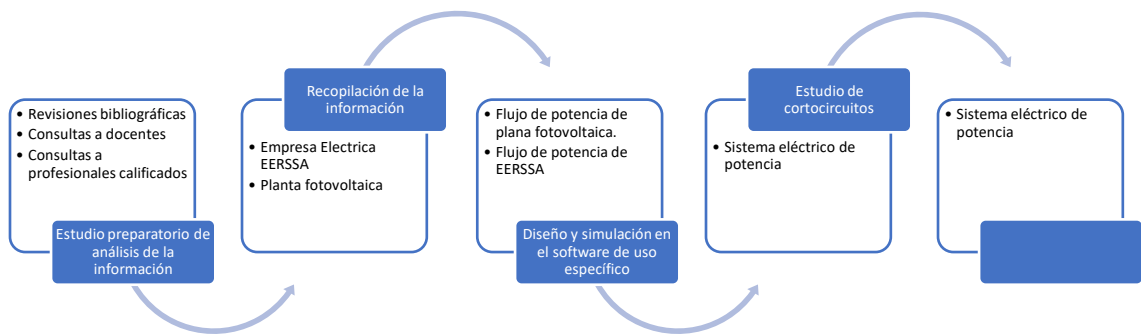 • Revisiones bibliográficas
• Consultas a docentes
• Consultas a
profesionales calificados
Estudio preparatorio de
análisis de la
información
Recopilación de la
información
• Empresa Electrica
EERSSA
• Planta fotovoltaica
• Flujo de potencia de
plana fotovoltaica.
• Flujo de potencia de
EERSSA
Diseño y simulación en
el software de uso
específico
Estudio de
cortocircuitos
• Sistema eléctrico de
potencia
• Sistema eléctrico de
potencia